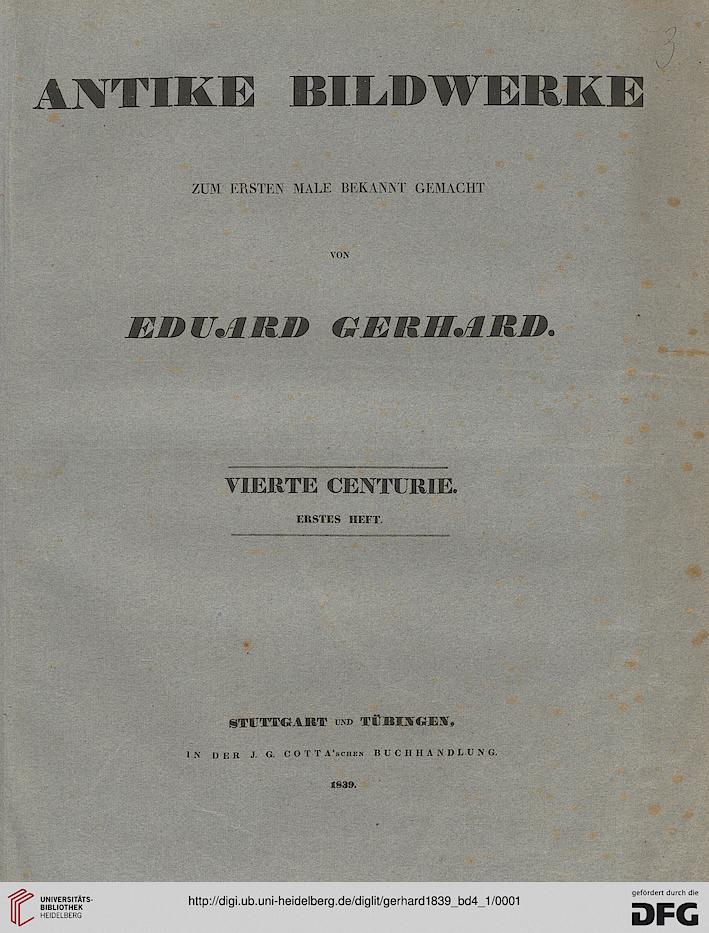 3
ANTIKE BILDWERKE
ZUM ERSTEN MALE BEKANNT GEMACHT
VON
EDUARD GERHARD.
VIERTE CENTURIE.
ERSTES HEFT.
STUTTGART UND TÜBINGEN,
IN DER J. G. COTTA'SCHEN BUCHHANDLUNG.
1839.
UNIVERSITÄTS-
BIBLIOTHEK
HEIDELBERG
http://digi.ub.uni-heidelberg.de/diglit/gerhard1839_bd4_1/0001
gefördert durch die
DFG